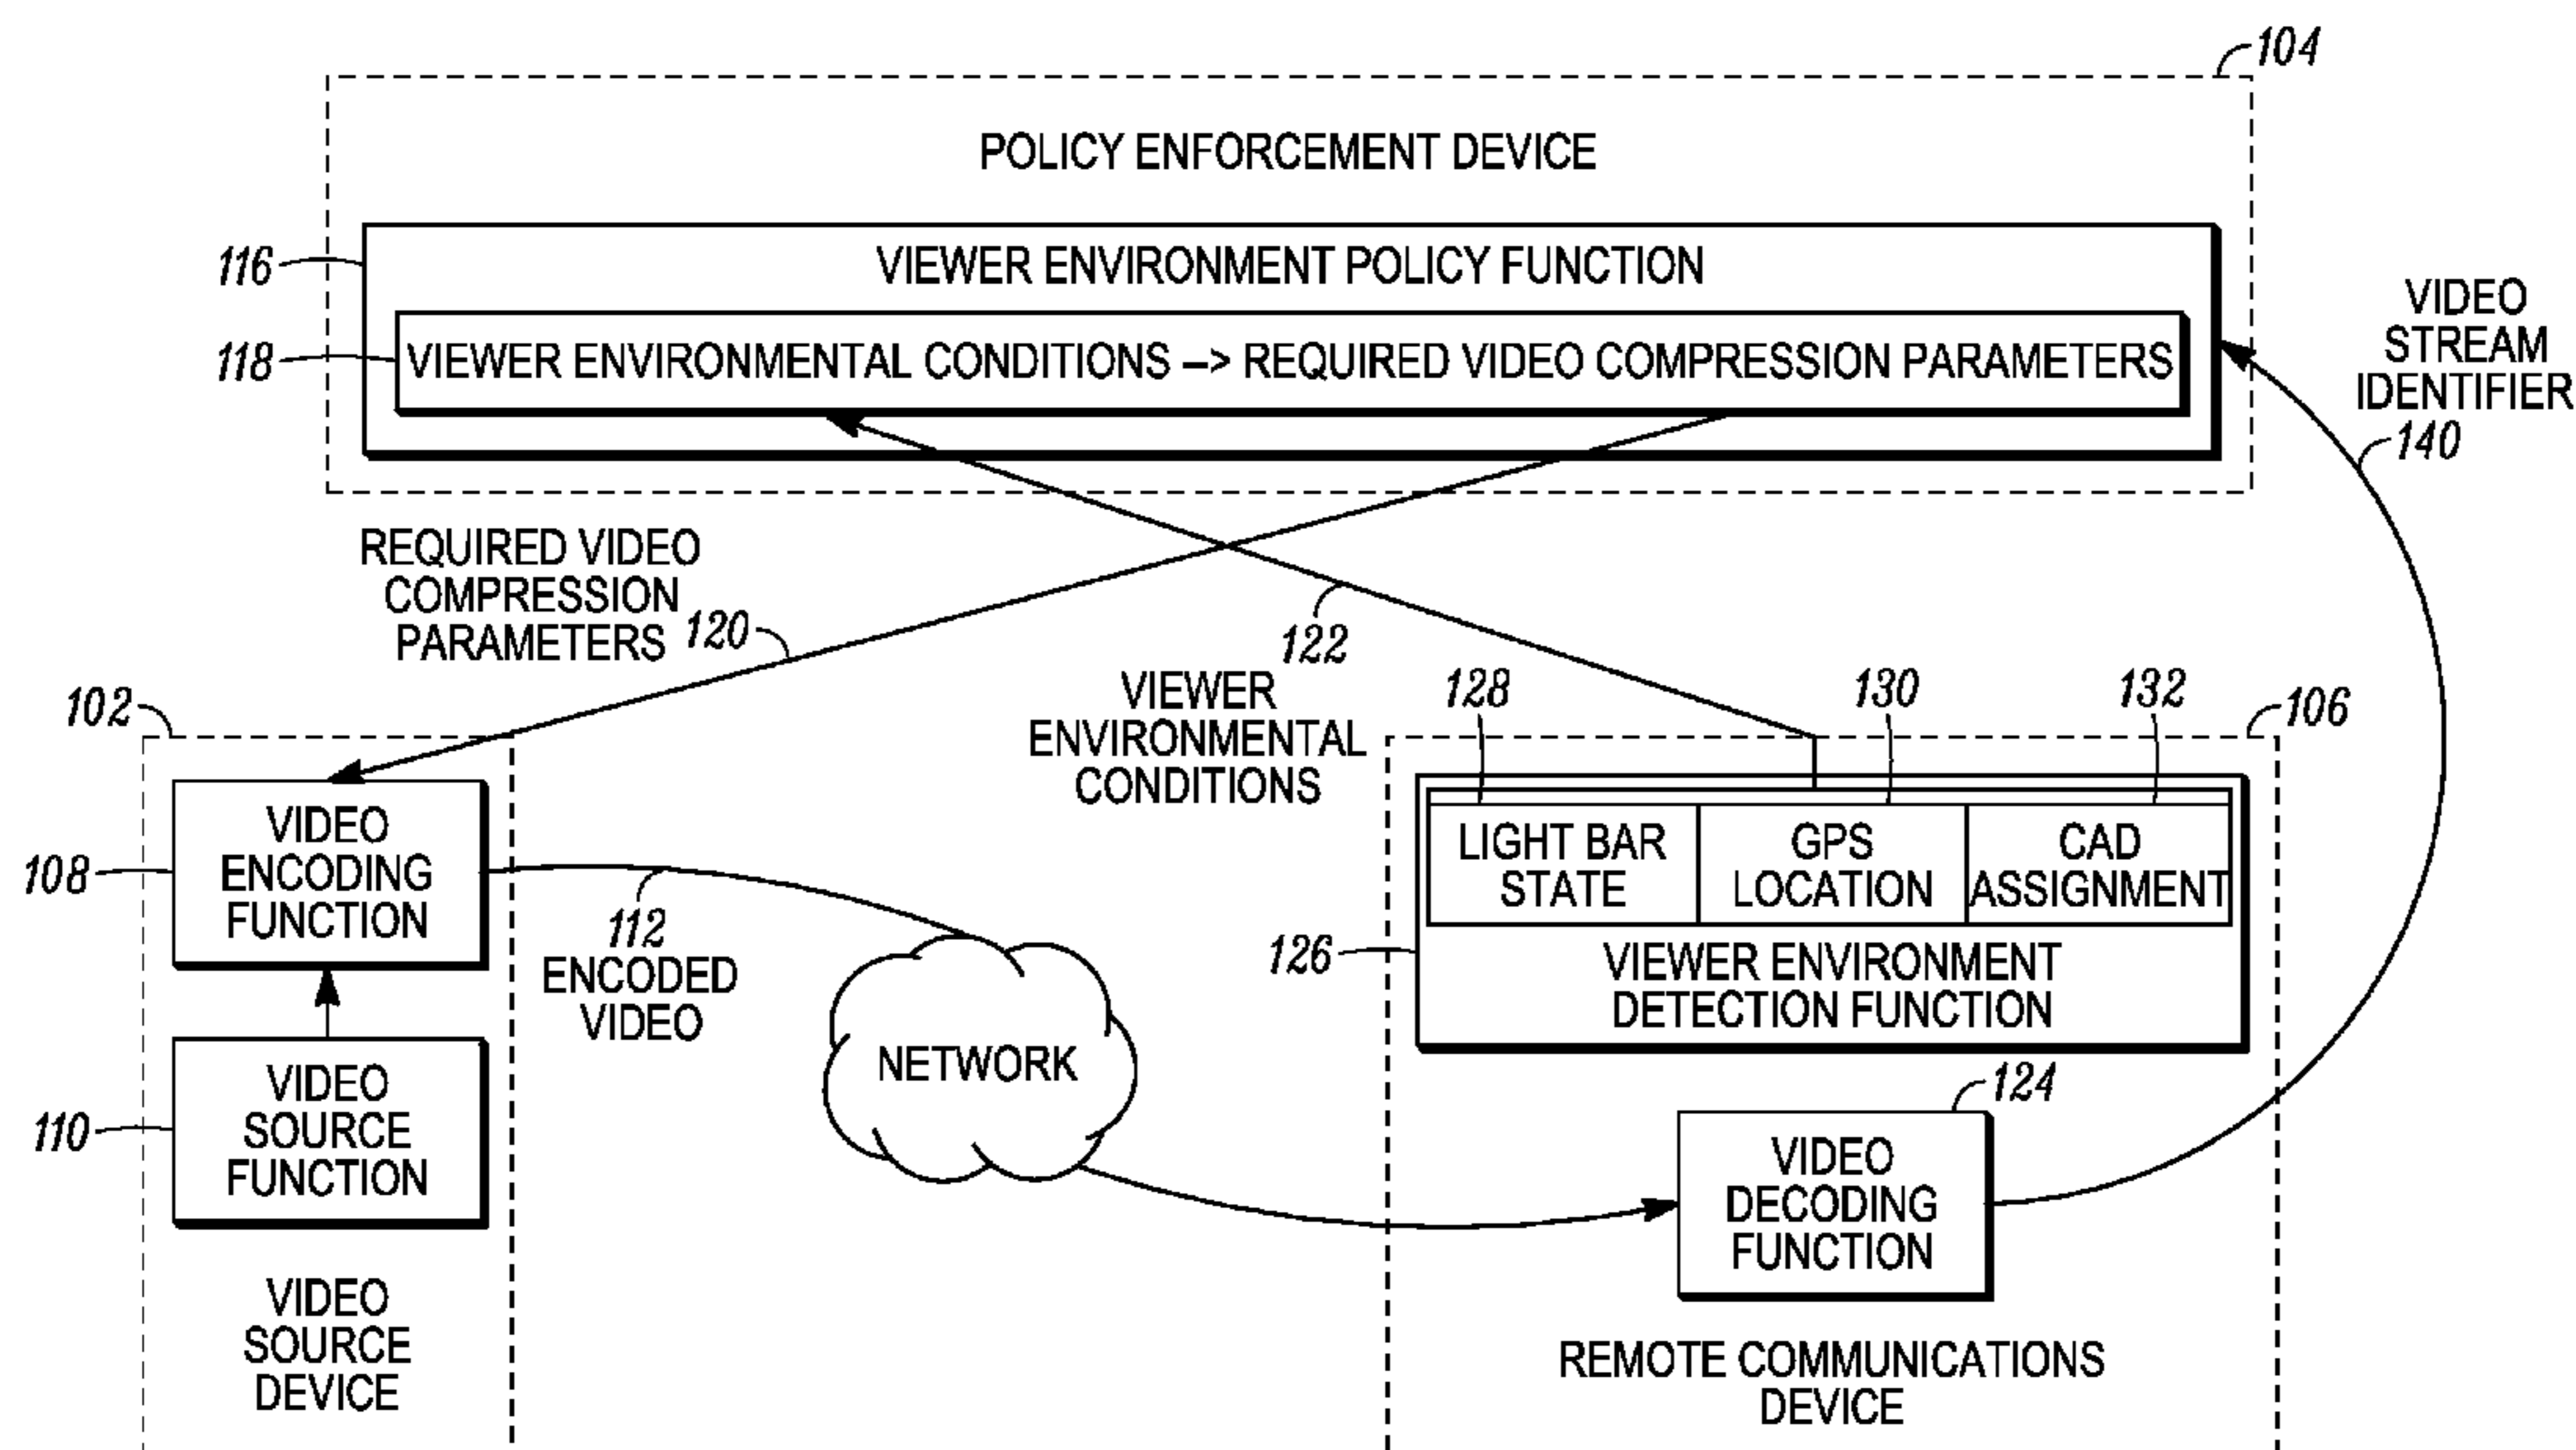 104
POLICY ENFORCEMENT DEVICE
116
VIEWER ENVIRONMENT POLICY FUNCTION
118
VIEWER ENVIRONMENTAL CONDITIONS –> REQUIRED VIDEO COMPRESSION PARAMETERS
VIDEO
STREAM
IDENTIFIER
140
REQUIRED VIDEO
COMPRESSION
PARAMETERS
120
122
VIEWER
ENVIRONMENTAL
CONDITIONS
102
VIDEO
ENCODING
FUNCTION
108
VIDEO
SOURCE
FUNCTION
110
VIDEO
SOURCE
DEVICE
112
ENCODED
VIDEO
NETWORK
128
130
132
106
LIGHT BAR
STATE
GPS
LOCATION
CAD
ASSIGNMENT
126
VIEWER ENVIRONMENT
DETECTION FUNCTION
124
VIDEO
DECODING
FUNCTION
REMOTE COMMUNICATIONS
DEVICE